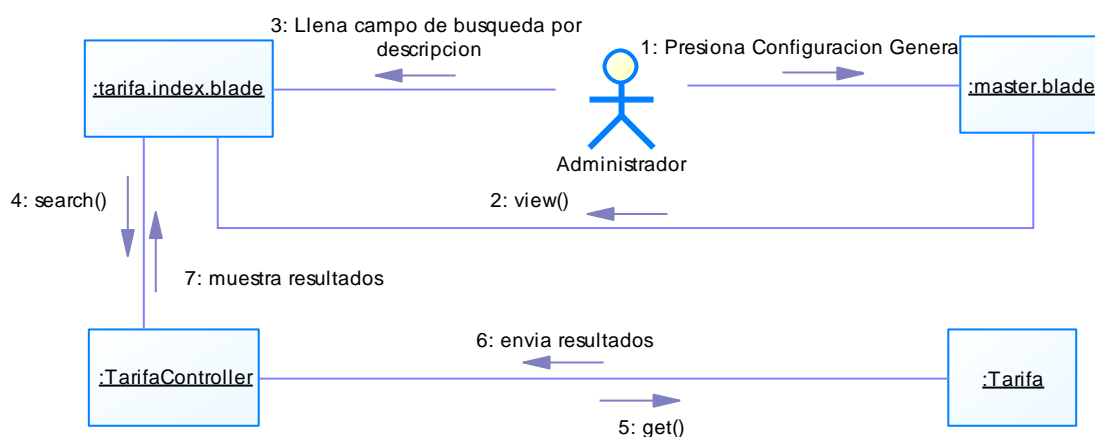 3: Llena campo de busqueda por
descripcion
1: Presiona Configuracion Genera
:tarifa.index.blade
:master.blade
Administrador
4: search()
2: view()
7: muestra resultados
6: envia resultados
:TarifaController
:Tarifa
5: get()